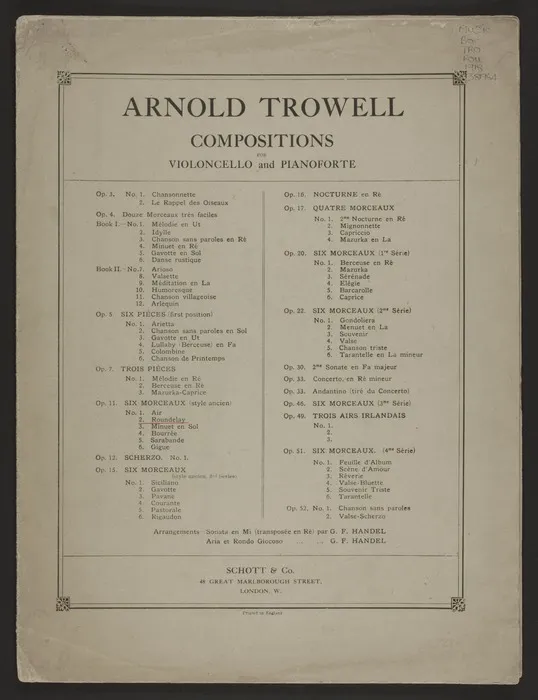 MUSIC
Box
1918
ARNOLD TROWELL
COMPOSITIONS
FOR
VIOLONCELLO and PIANOFORTE
Op. 3. No. 1. Chansonnette
2. Le Rappel des Oiseaux
Op. 4. Douze Morceaux très faciles
Book I.—No. 1. Mélodie en Ut
2. Idylle
3. Chanson sans paroles en Ré
4. Minuet en Ré
5. Gavotte en Sol
6. Danse rustique
Book II.—No. 7. Arioso
8. Valsette
9. Méditation en La
10. Humoresque
11. Chanson villageoise
12. Arlequin
Op. 5 SIX PIÈCES (first position)
No. 1. Arietta
2. Chanson sans paroles en Sol
3. Gavotte en Ut
4. Lullaby (Berceuse) en Fa
5. Colombine
6. Chanson de Printemps
Op. 7. TROIS PIÈCES
No. 1. Mélodie en Ré
2. Berceuse en Ré
3. Mazurka-Caprice
Op. 11. SIX MORCEAUX (style ancien)
No. 1. Air
2. Roundelay
3. Minuet en Sol
4. Bourrée
5. Sarabande
6. Gigue
Op. 12. SCHERZO. No. 1.
Op. 15. SIX MORCEAUX
No. 1. Siciliano
2. Gavotte
3. Pavane
4. Courante
5. Pastorale
6. Rigaudon
Op. 16. NOCTURNE en Ré
Op. 17. QUATRE MORCEAUX
No. 1. 2me Nocturne en Ré
2. Mignonnette
3. Capriccio
4. Mazurka en La
Op. 20. SIX MORCEAUX (1re Série)
No. 1. Berceuse en Ré
2. Mazurka
3. Sérénade
4. Elégie
5. Barcarolle
6. Caprice
Op. 22. SIX MORCEAUX (2me Série)
No. 1. Gondoliera
2. Menuet en La
3. Souvenir
4. Valse
5. Chanson triste
6. Tarantelle en La mineur
Op. 30. 2me Sonate en Fa majeur
Op. 33. Concerto, en Ré mineur
Op. 33. Andantino (tiré du Concerto)
Op. 46. SIX MORCEAUX (3me Série)
Op. 49. TROIS AIRS IRLANDAIS
No. 1.
2.
3.
Op. 51. SIX MORCEAUX. (4me Série)
No. 1. Feuille d'Album
2. Scène d'Amour
3. Rêverie
4. Valse-Bluette
5. Souvenir Triste
6. Tarantelle
Op. 52. No. 1. Chanson sans paroles
2. Valse-Scherzo
Arrangements Sonata en Mi (transposée en Ré) par G. F. HANDEL
Aria et Rondo Giocoso .. .. G. F. HANDEL
SCHOTT & Co.
48 GREAT MARLBOROUGH STREET,
LONDON, W.
Printed in England